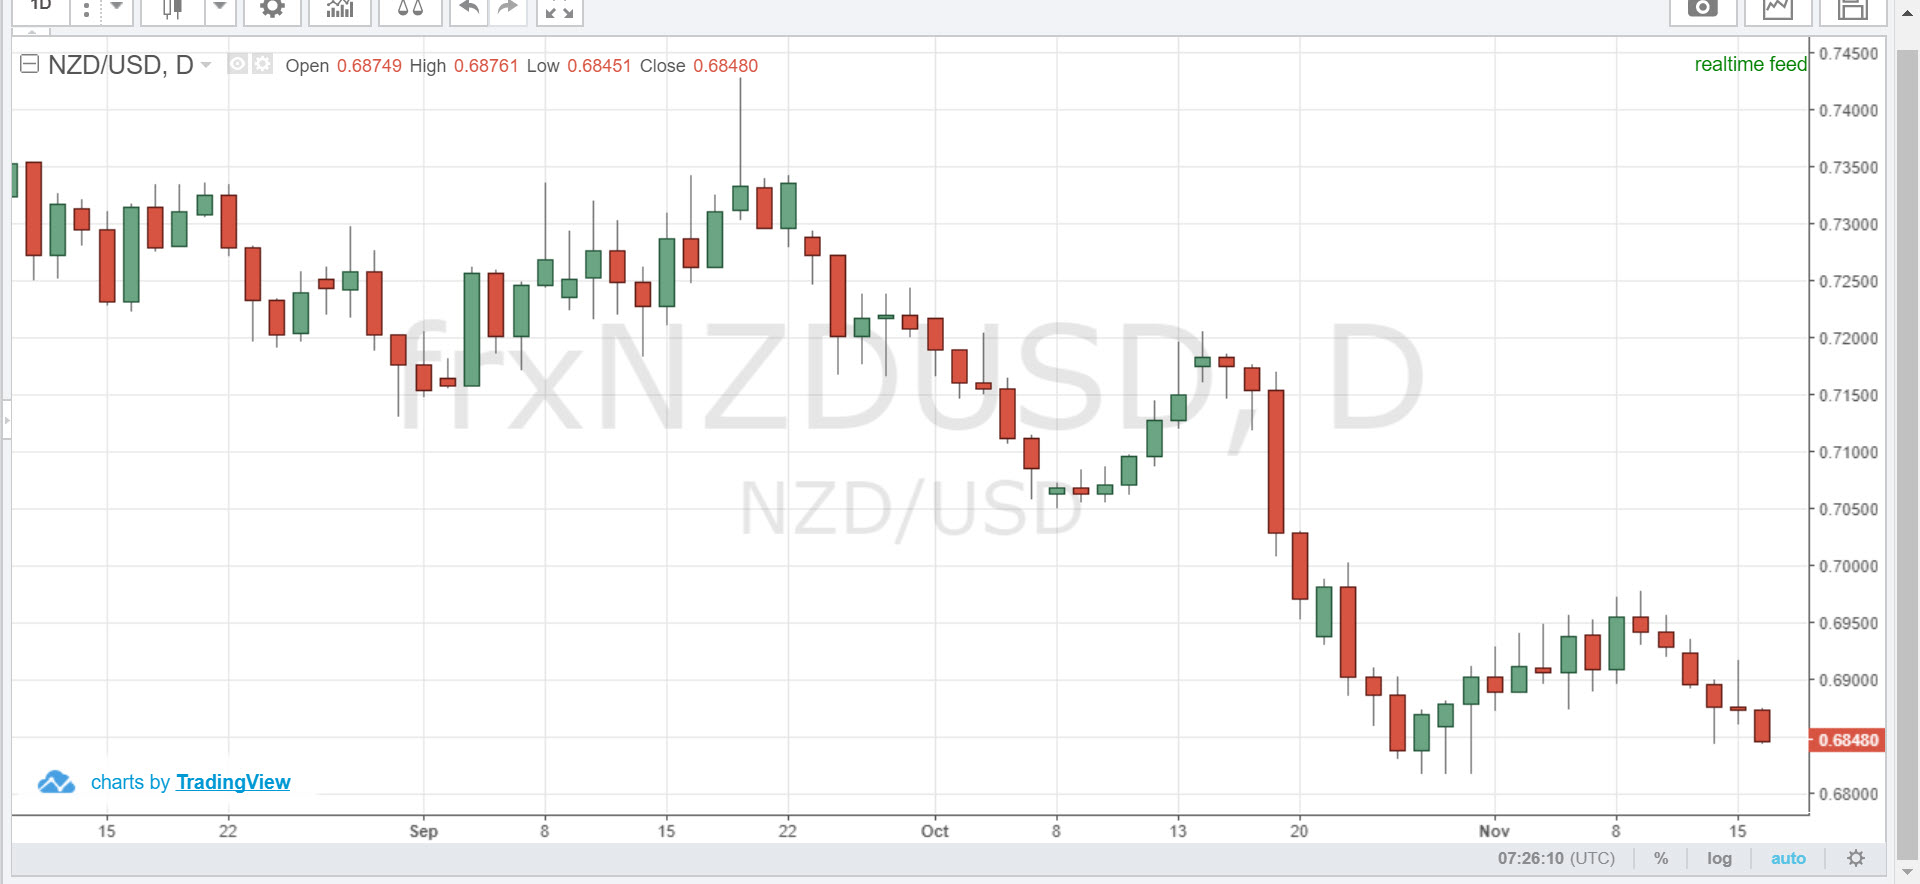 1D
NZD/USD, D Open 0.68749 High 0.68761 Low 0.68451 Close 0.68480
realtime feed
0.74500
0.74000
0.73500
0.73000
0.72500
0.72000
0.71500
0.71000
0.70500
0.70000
0.69500
0.69000
0.68480
0.68000
frxNZDUSD, D
NZD/USD
charts by TradingView
15 22 Sep 8 15 22 Oct 8 13 20 Nov 8 15
07:26:10 (UTC) % log auto